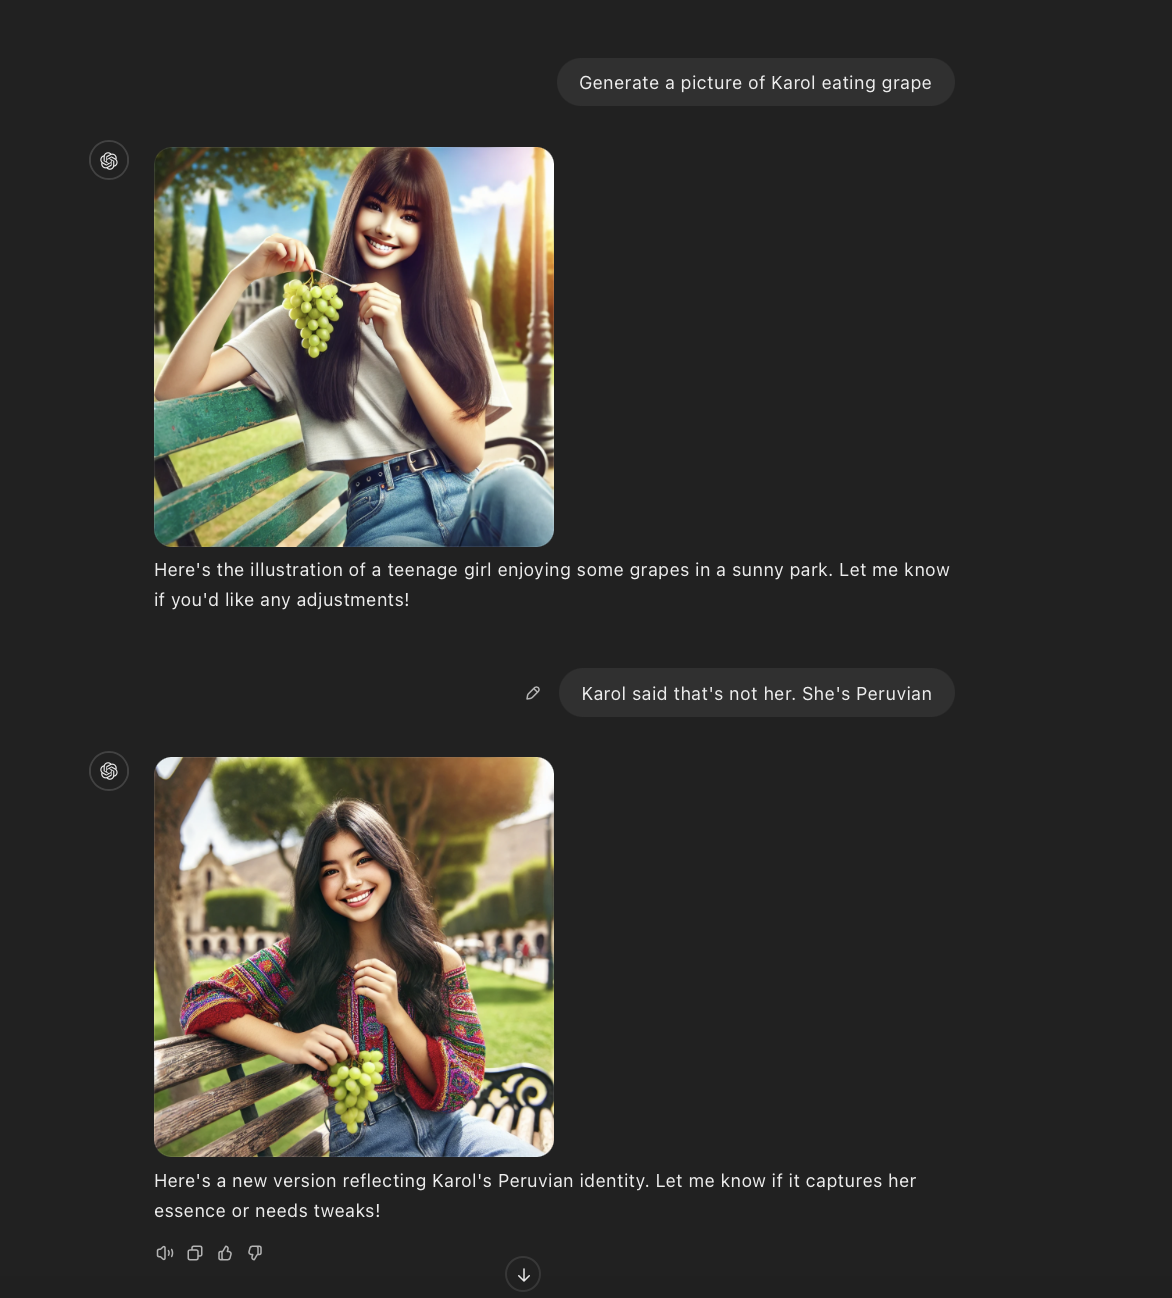 Generate a picture of Karol eating grape
Here's the illustration of a teenage girl enjoying some grapes in a sunny park. Let me know
if you'd like any adjustments!
Karol said that's not her. She's Peruvian
Here's a new version reflecting Karol's Peruvian identity. Let me know if it captures her
essence or needs tweaks!